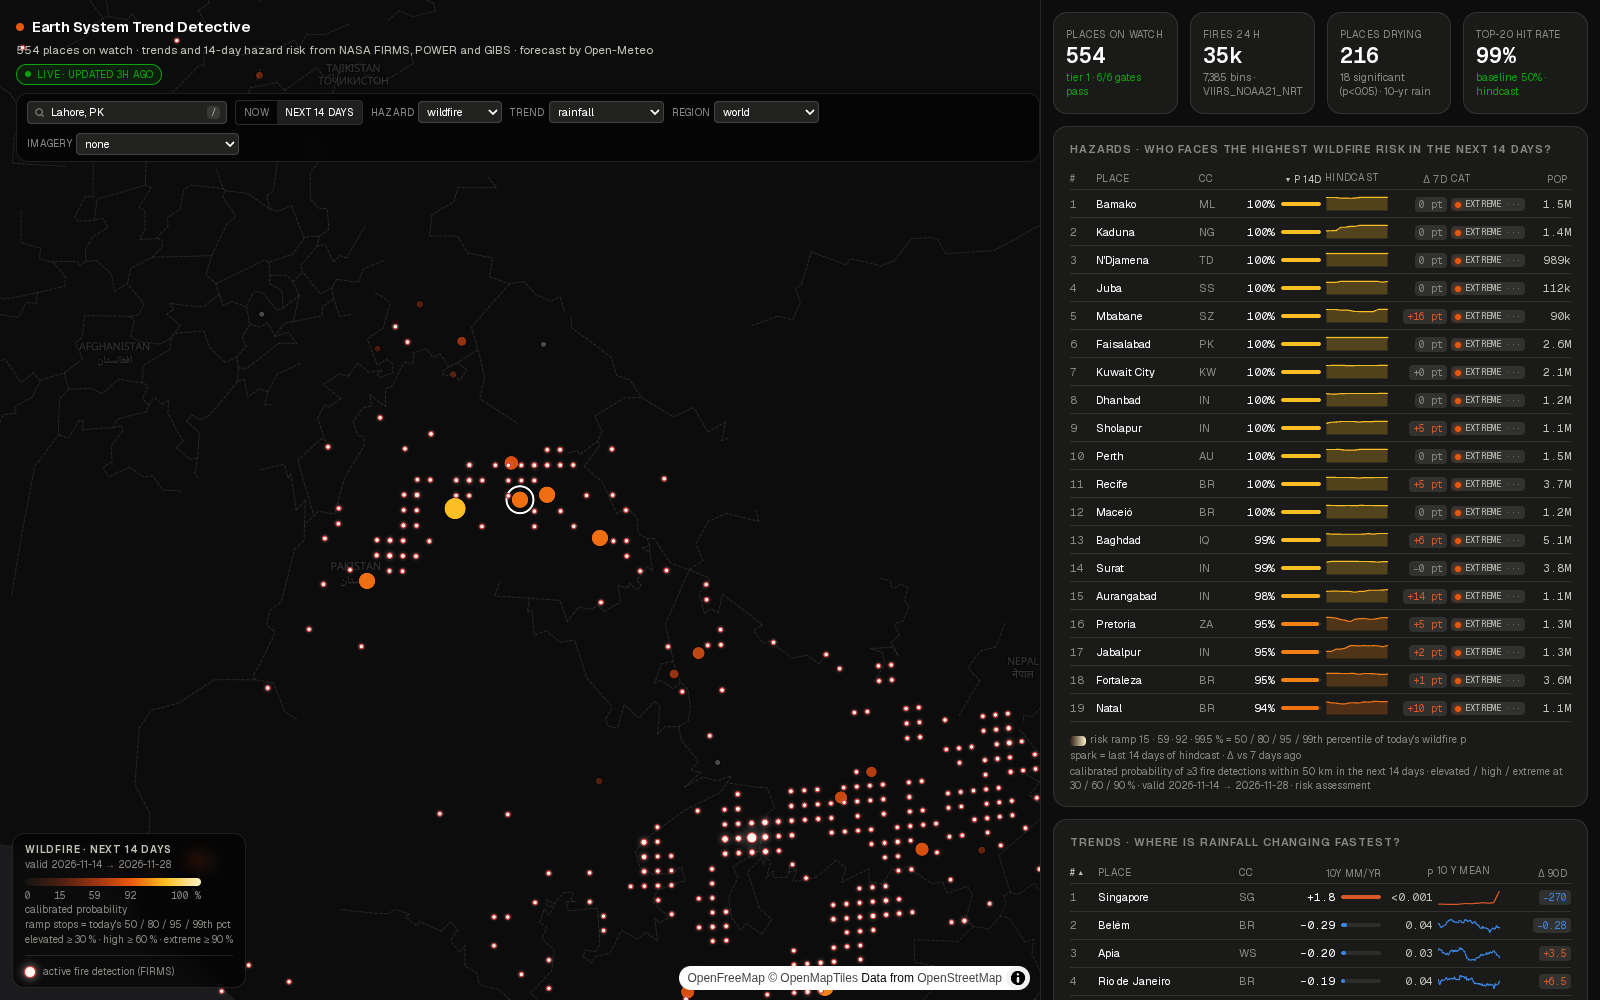 Earth System Trend Detective
554 places on watch · trends and 14-day hazard risk from NASA FIRMS, POWER and GIBS · forecast by Open-Meteo
LIVE · UPDATED 3H AGO
Lahore, PK /
NOW NEXT 14 DAYS HAZARD wildfire TREND rainfall REGION world
IMAGERY none
TAJIKISTAN
ТОҶИКИСТОН
AFGHANISTAN
افغانستان
PAKISTAN
پاکستان
NEPAL
नेपाल
WILDFIRE · NEXT 14 DAYS
valid 2026-11-14 → 2026-11-28
0 15 59 92 100 %
calibrated probability
ramp stops = today's 50 / 80 / 95 / 99th pct
elevated ≥ 30 % · high ≥ 60 % · extreme ≥ 90 %
active fire detection (FIRMS)
OpenFreeMap © OpenMapTiles Data from OpenStreetMap
PLACES ON WATCH
554
tier 1 · 6/6 gates
pass
FIRES 24 H
35k
7,385 bins ·
VIIRS_NOAA21_NRT
PLACES DRYING
216
18 significant
(p<0.05) · 10-yr rain
TOP-20 HIT RATE
99%
baseline 50% ·
hindcast
HAZARDS · WHO FACES THE HIGHEST WILDFIRE RISK IN THE NEXT 14 DAYS?
# PLACE CC ▼ P 14D HINDCAST Δ 7D CAT POP
1 Bamako ML 100% 0 pt EXTREME ··· 1.5M
2 Kaduna NG 100% 0 pt EXTREME ··· 1.4M
3 N'Djamena TD 100% 0 pt EXTREME ··· 989k
4 Juba SS 100% 0 pt EXTREME ··· 112k
5 Mbabane SZ 100% +16 pt EXTREME ··· 90k
6 Faisalabad PK 100% 0 pt EXTREME ··· 2.6M
7 Kuwait City KW 100% +0 pt EXTREME ··· 2.1M
8 Dhanbad IN 100% 0 pt EXTREME ··· 1.2M
9 Sholapur IN 100% +5 pt EXTREME ··· 1.1M
10 Perth AU 100% 0 pt EXTREME ··· 1.5M
11 Recife BR 100% +5 pt EXTREME ··· 3.7M
12 Maceió BR 100% 0 pt EXTREME ··· 1.2M
13 Baghdad IQ 99% +6 pt EXTREME ··· 5.1M
14 Surat IN 99% −0 pt EXTREME ··· 3.8M
15 Aurangabad IN 98% +14 pt EXTREME ··· 1.1M
16 Pretoria ZA 95% +5 pt EXTREME ··· 1.3M
17 Jabalpur IN 95% +2 pt EXTREME ··· 1.3M
18 Fortaleza BR 95% +1 pt EXTREME ··· 3.6M
19 Natal BR 94% +10 pt EXTREME ··· 1.1M
risk ramp 15 · 59 · 92 · 99.5 % = 50 / 80 / 95 / 99th percentile of today's wildfire p
spark = last 14 days of hindcast · Δ vs 7 days ago
calibrated probability of ≥3 fire detections within 50 km in the next 14 days · elevated / high / extreme at
30 / 60 / 90 % · valid 2026-11-14 → 2026-11-28 · risk assessment
TRENDS · WHERE IS RAINFALL CHANGING FASTEST?
# ▲ PLACE CC 10Y MM/YR P 10 Y MEAN Δ 90D
1 Singapore SG +1.8 <0.001 −270
2 Belém BR −0.29 0.04 −0.28
3 Apia WS −0.20 0.03 +3.5
4 Rio de Janeiro BR −0.19 0.04 +6.5